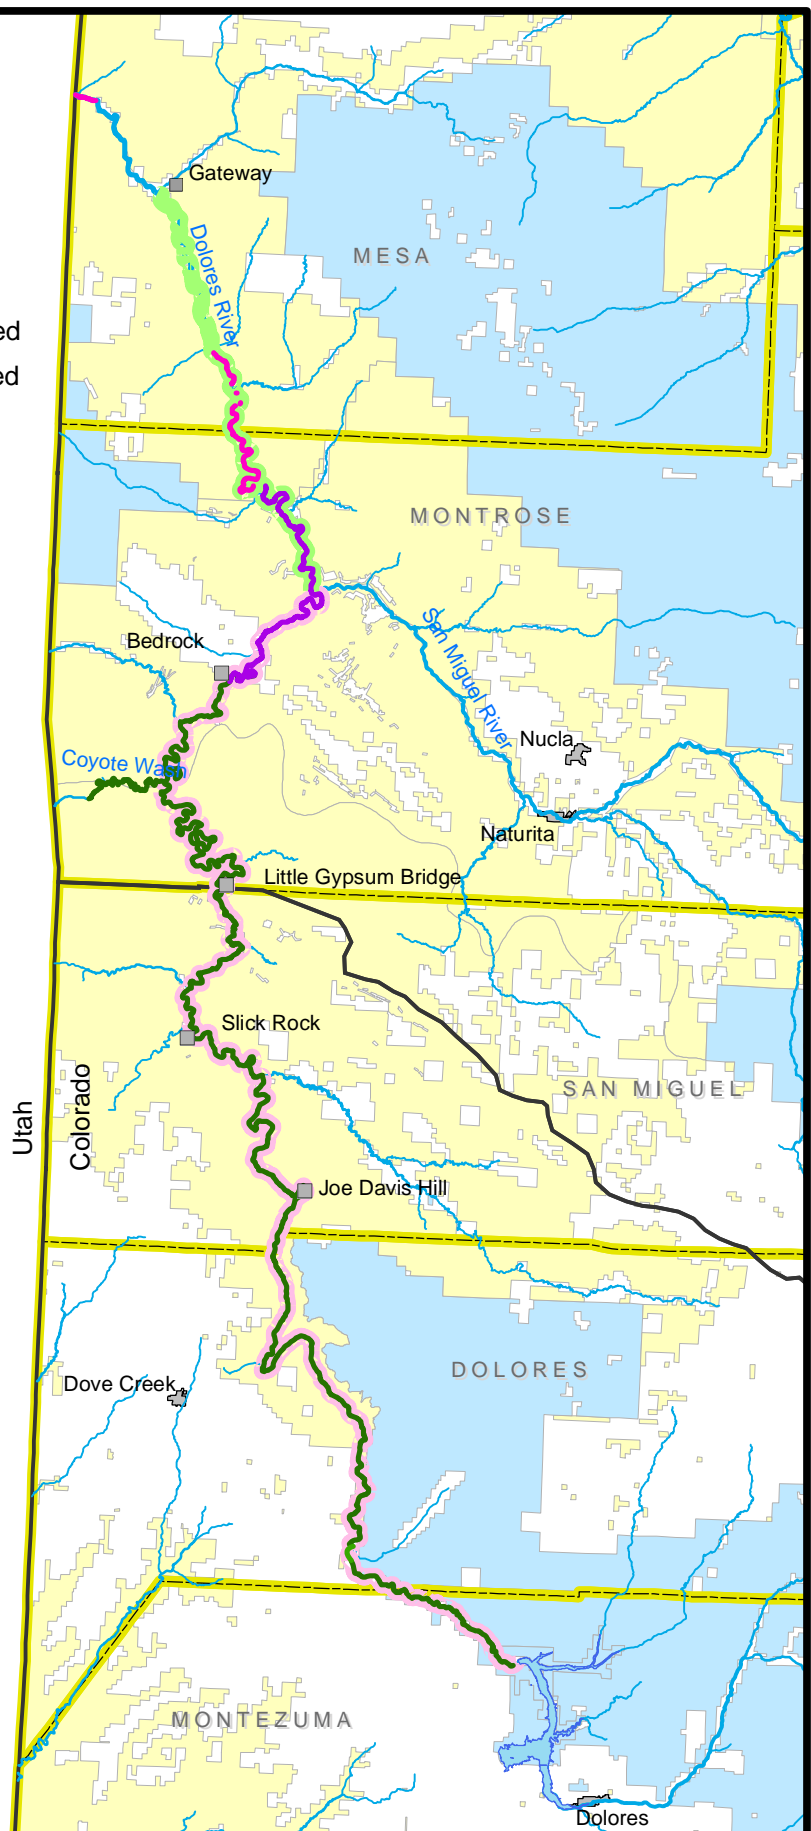 Gateway
Dolores River
MESA
ed
ed
MONTROSE
San Miguel River
Bedrock
Nucla
Coyote Wash
Naturita
Little Gypsum Bridge
Slick Rock
Utah
Colorado
SAN MIGUEL
Joe Davis Hill
DOLORES
Dove Creek
MONTEZUMA
Dolores